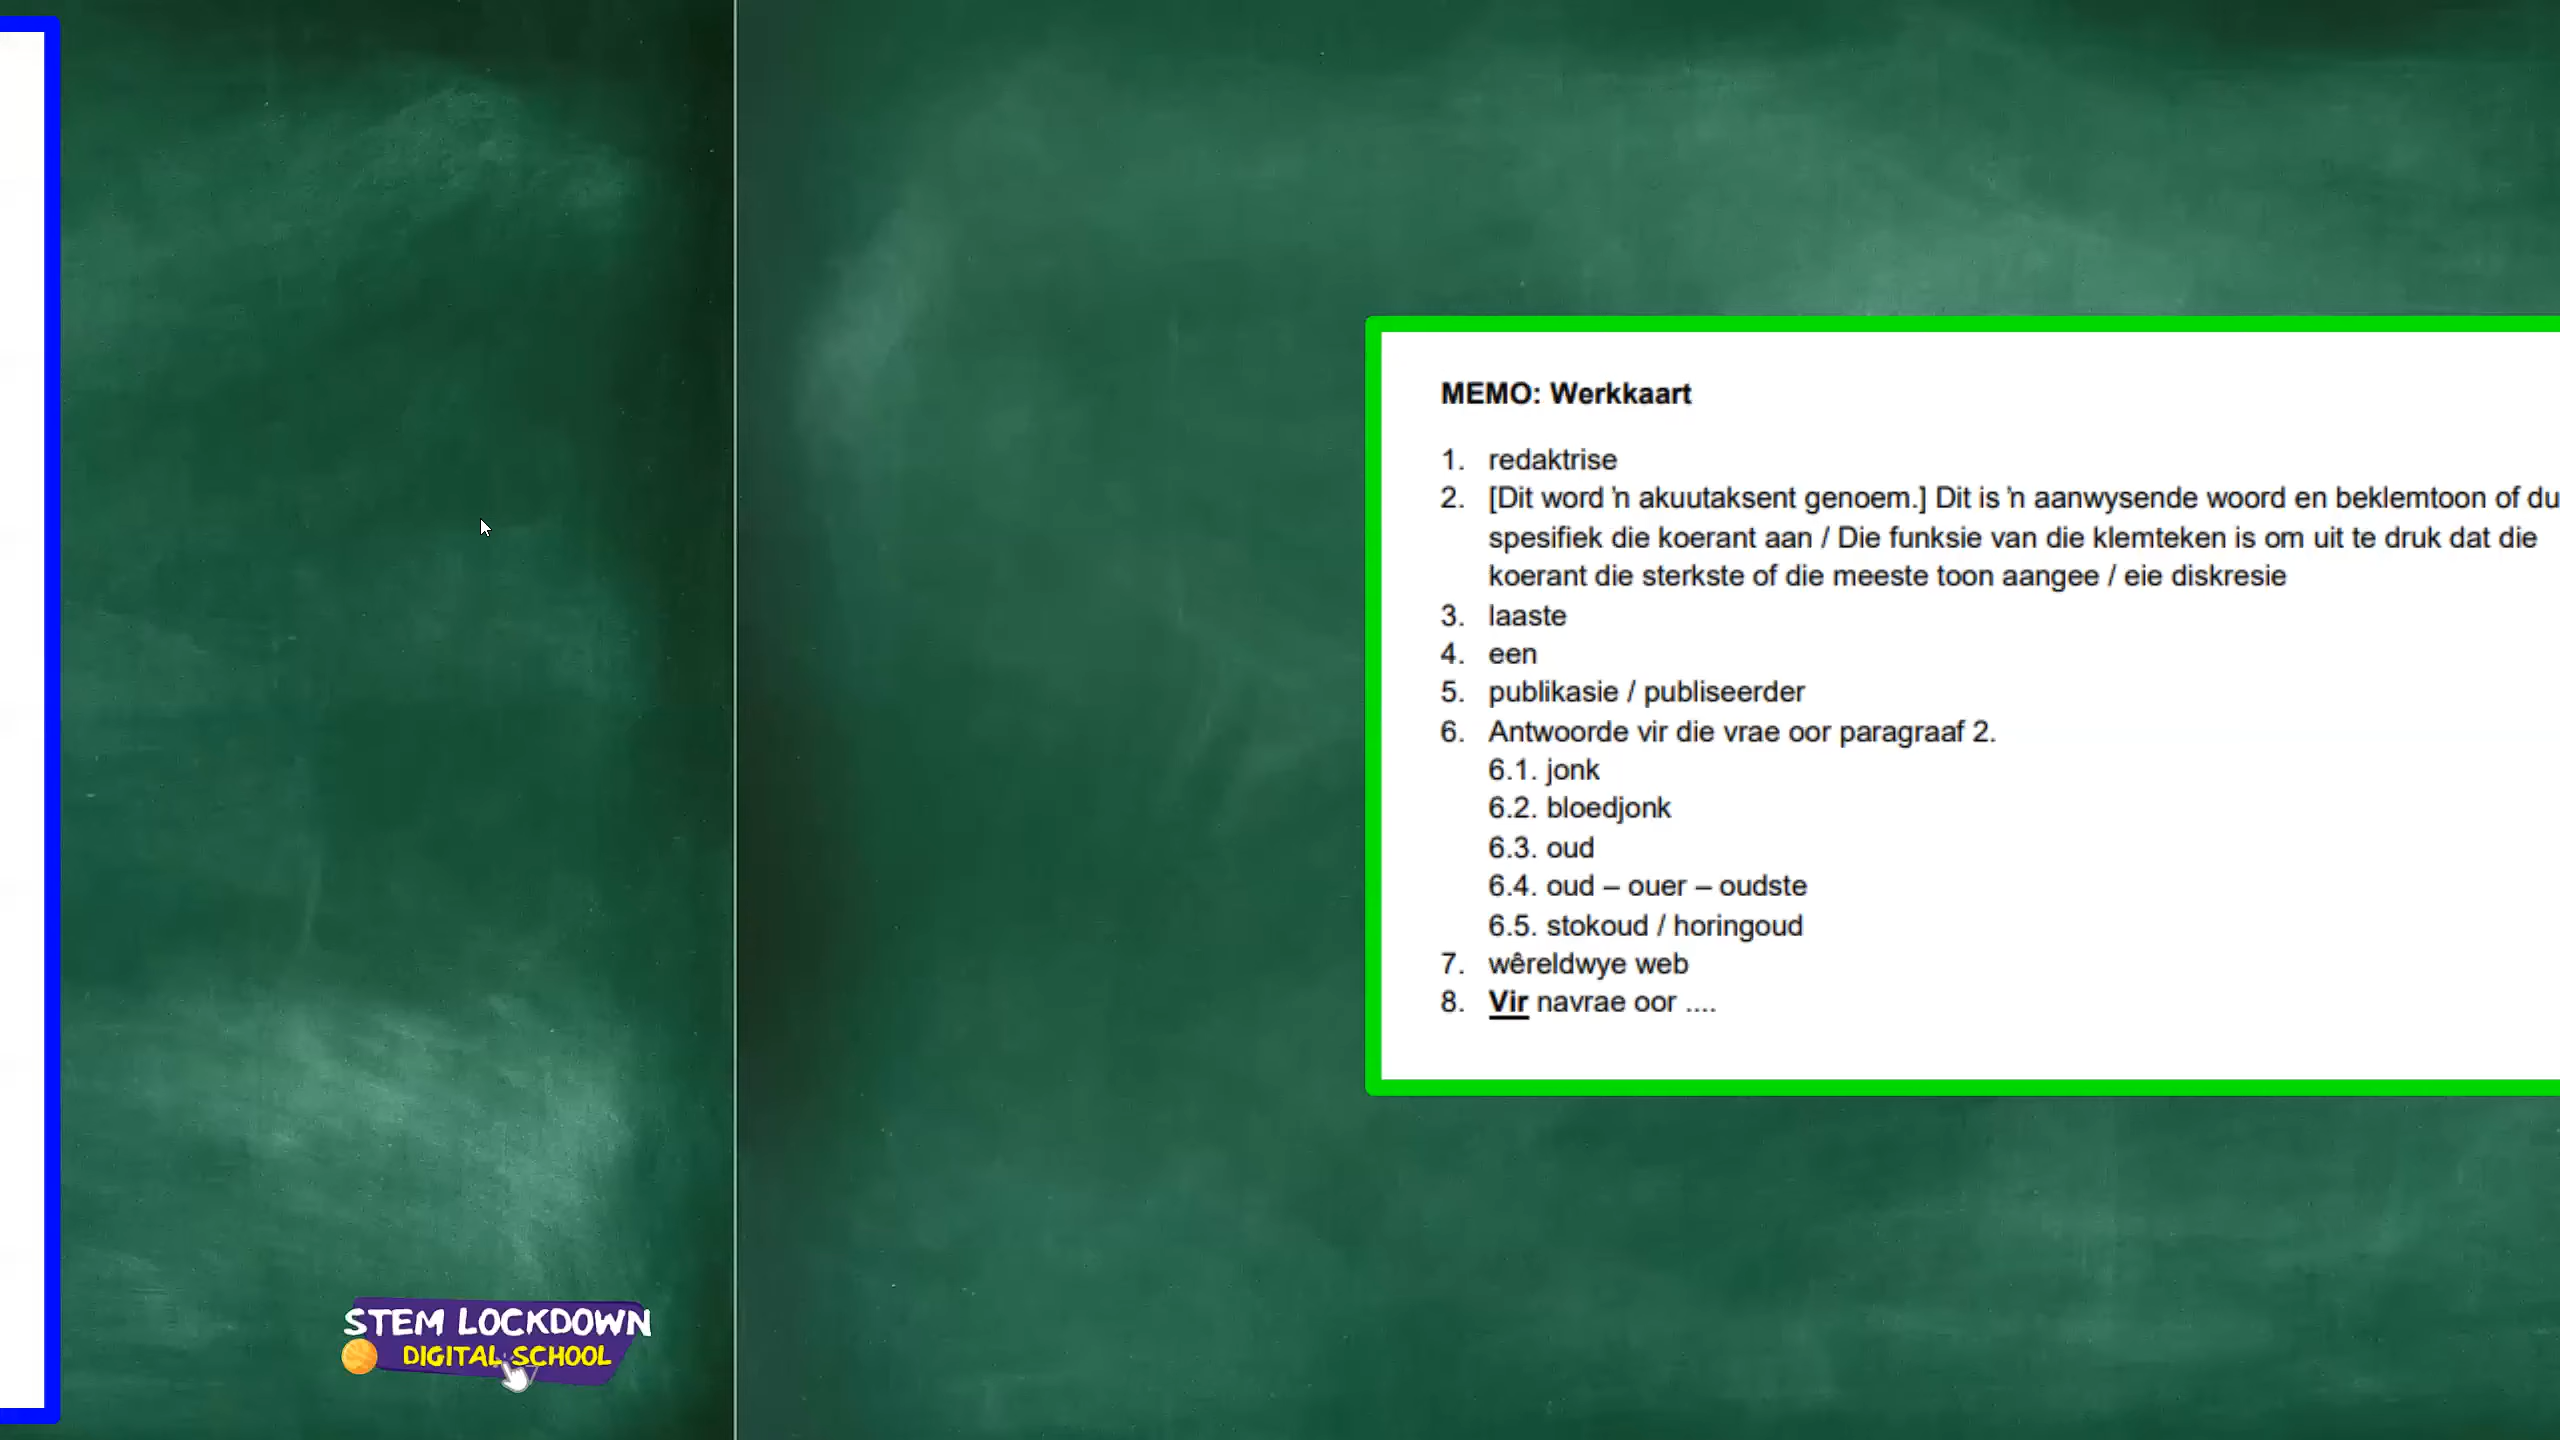 MEMO: Werkkaart
1. redaktrise
2. [Dit word 'n akuutaksent genoem.] Dit is 'n aanwysende woord en beklemtoon of
spesifiek die koerant aan / Die funksie van die klemteken is om uit te druk dat die
koerant die sterkste of die meeste toon aangee / eie diskresie
3. laaste
4. een
5. publikasie / publiseerder
6. Antwoorde vir die vrae oor paragraaf 2.
6.1. jonk
6.2. bloedjonk
6.3. oud
6.4. oud – ouer – oudste
6.5. stokoud / horingoud
7. wêreldwye web
8. Vir navrae oor ....
STEM LOCKDOWN
DIGITAL SCHOOL